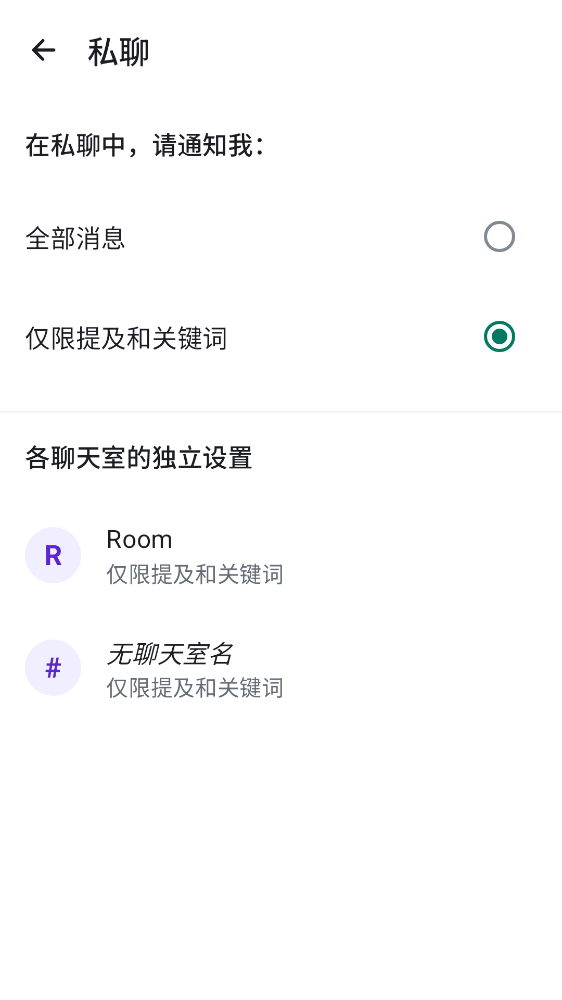 私聊
在私聊中，请通知我：
全部消息
仅限提及和关键词
各聊天室的独立设置
R
Room
仅限提及和关键词
#
无聊天室名
仅限提及和关键词